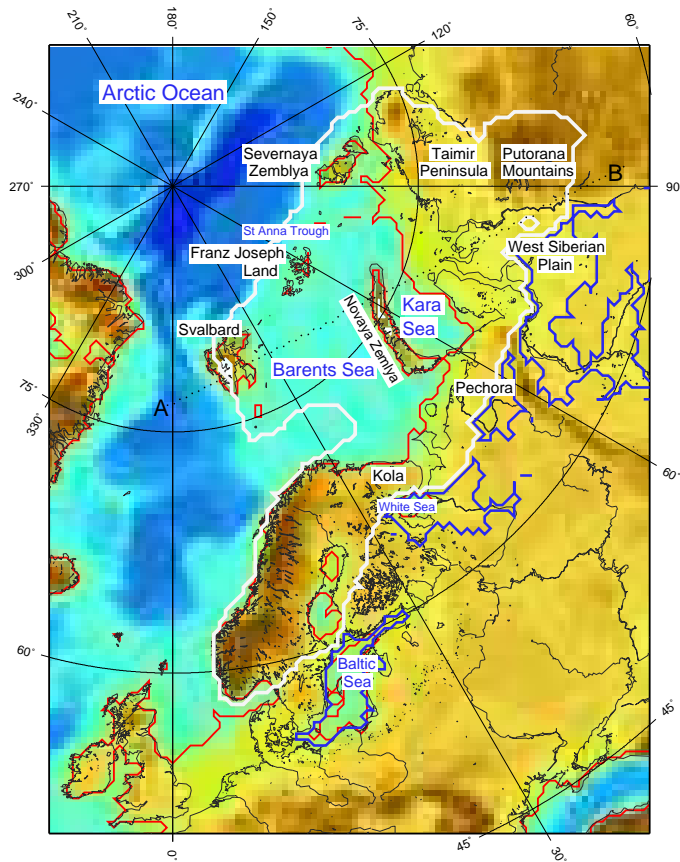 210°
180°
150°
120°
60°
Arctic Ocean
240°
Severnaya
Zemblya
Taimir
Peninsula
Putorana
Mountains
B
270°
90°
St Anna Trough
Franz Joseph
Land
West Siberian
Plain
300°
Kara
Sea
Novaya Zemlya
Svalbard
Barents Sea
Pechora
75°
A
330°
Kola
60°
White Sea
60°
Baltic
Sea
45°
0°
45°
30°
75°